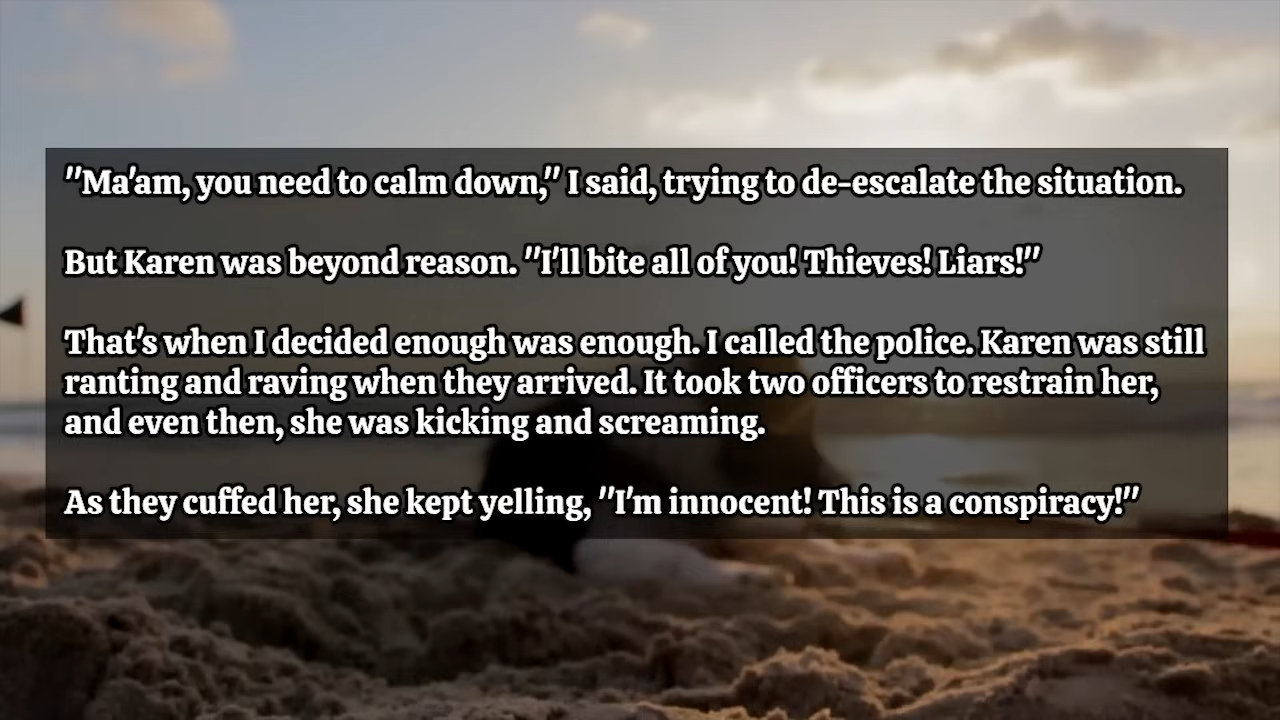 "Ma'am, you need to calm down," I said, trying to de-escalate the situation.
But Karen was beyond reason. "I'll bite all of you! Thieves! Liars!"
That's when I decided enough was enough. I called the police. Karen was still
ranting and raving when they arrived. It took two officers to restrain her,
and even then, she was kicking and screaming.
As they cuffed her, she kept yelling, "I'm innocent! This is a conspiracy!"